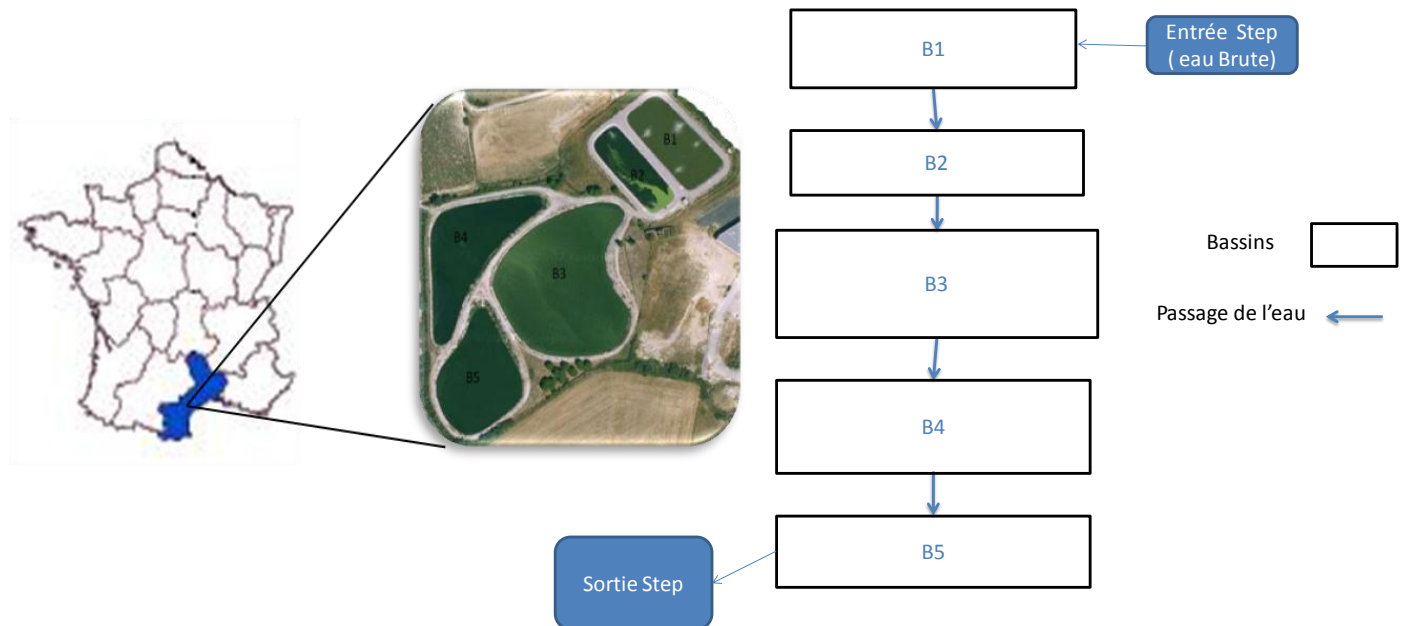 B1
Entrée Step
( eau Brute)
B2
B3
B4
B5
Sortie Step
Bassins
Passage de l'eau
B1
B2
B3
B4
B5